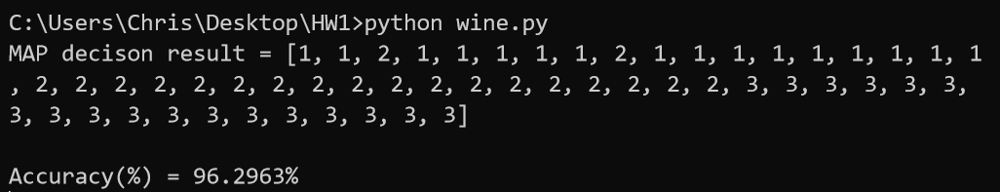 C:\Users\Chris\Desktop\HW1>python wine.py
MAP decison result = [1, 1, 2, 1, 1, 1, 1, 1, 2, 1, 1, 1, 1, 1, 1, 1, 1, 1
, 2, 2, 2, 2, 2, 2, 2, 2, 2, 2, 2, 2, 2, 2, 2, 2, 2, 2, 3, 3, 3, 3, 3, 3,
3, 3, 3, 3, 3, 3, 3, 3, 3, 3, 3, 3]
Accuracy(%) = 96.2963%